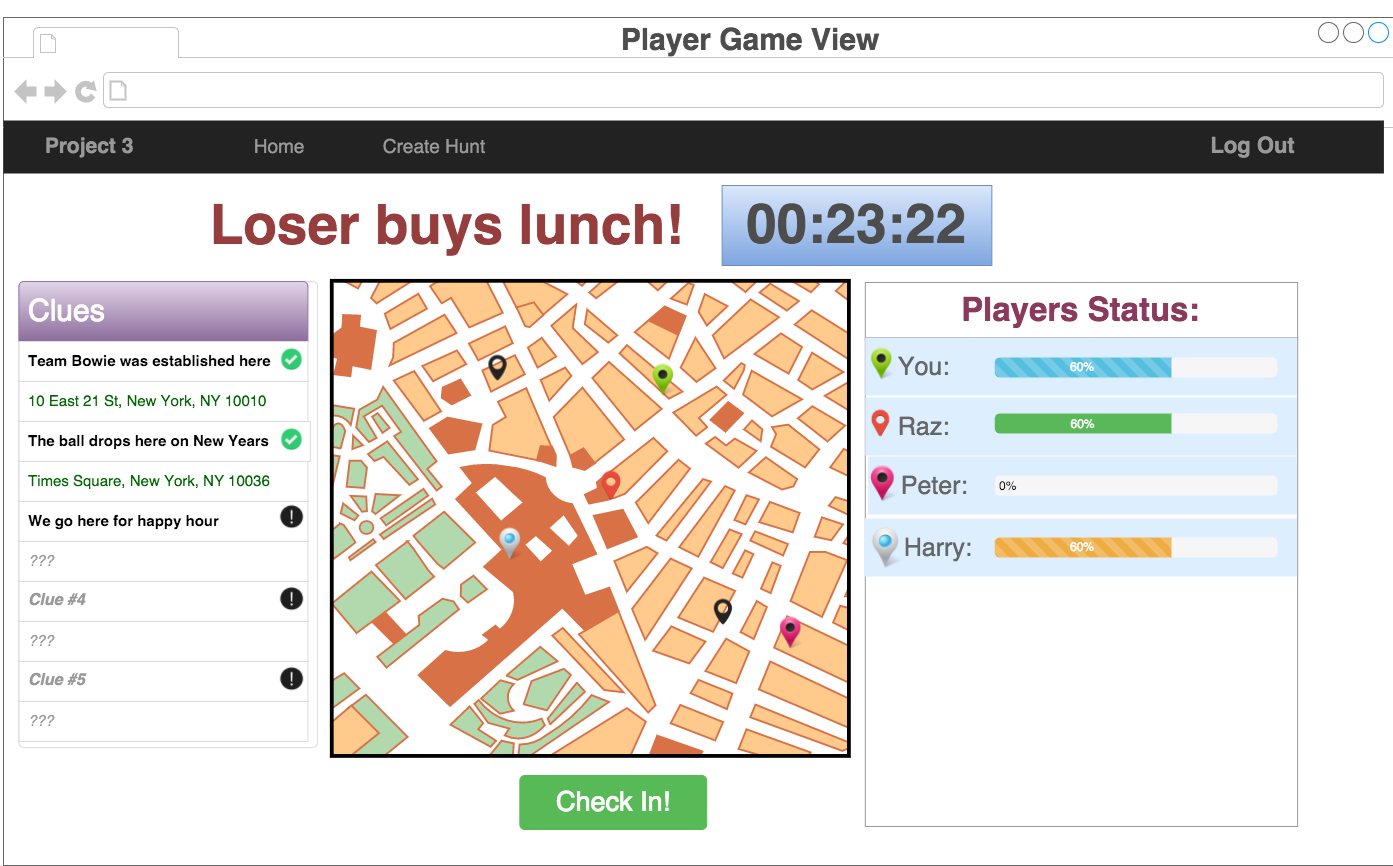 Player Game View
Project 3 Home Create Hunt Log Out
Loser buys lunch! 00:23:22
Clues
Team Bowie was established here
10 East 21 St, New York, NY 10010
The ball drops here on New Years
Times Square, New York, NY 10036
We go here for happy hour
???
Clue #4
???
Clue #5
???
Check In!
Players Status:
You: 60%
Raz: 60%
Peter: 0%
Harry: 60%